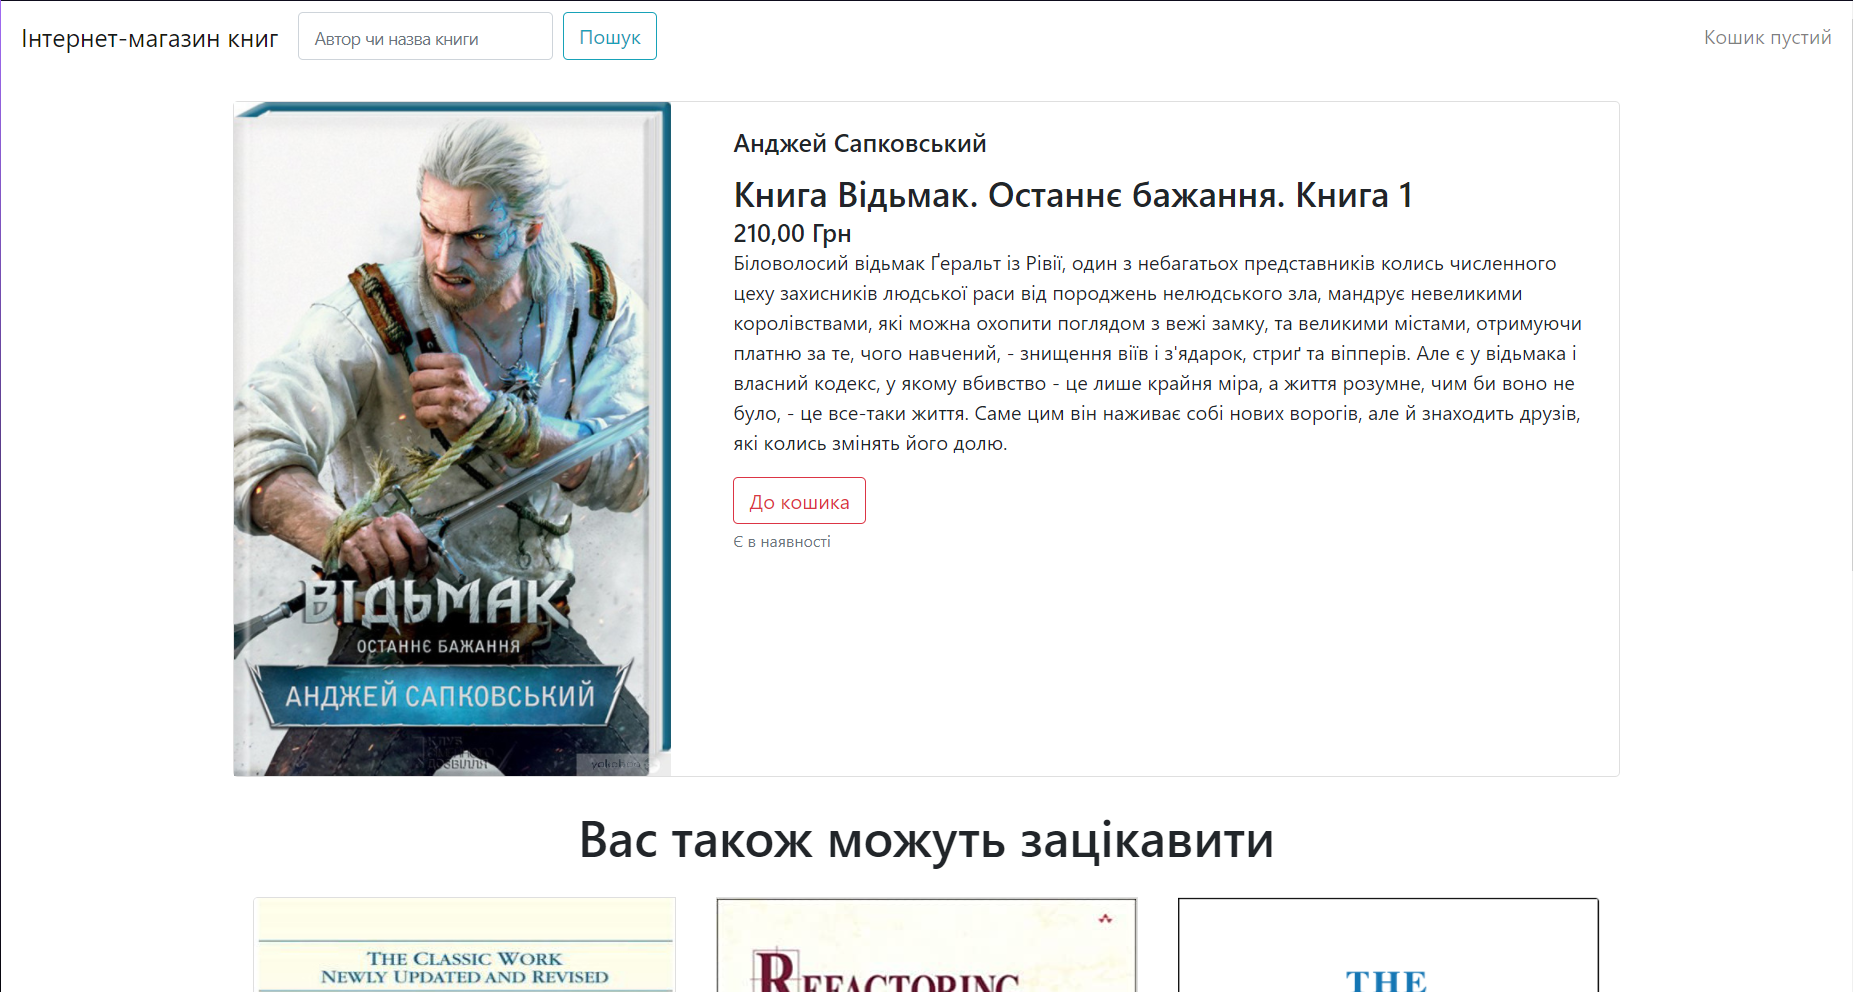 Інтернет-магазин книг
Автор чи назва книги
Пошук
Кошик пустий
ВІДЬМАК
ОСТАННЄ БАЖАННЯ
АНДЖЕЙ САПКОВСЬКИЙ
Анджей Сапковський
Книга Відьмак. Останнє бажання. Книга 1
210,00 Грн
Біловолосий відьмак Ґеральт із Рівії, один з небагатьох представників колись численного
цеху захисників людської раси від породжень нелюдського зла, мандрує невеликими
королівствами, які можна охопити поглядом з вежі замку, та великими містами, отримуючи
платню за те, чого навчений, - знищення віїв і з'ядарок, стриґ та віпперів. Але є у відьмака і
власний кодекс, у якому вбивство - це лише крайня міра, а життя розумне, чим би воно не
було, - це все-таки життя. Саме цим він наживає собі нових ворогів, але й знаходить друзів,
які колись змінять його долю.
До кошика
Є в наявності
Вас також можуть зацікавити
THE CLASSIC WORK
NEWLY UPDATED AND REVISED
REFACTORING
THE